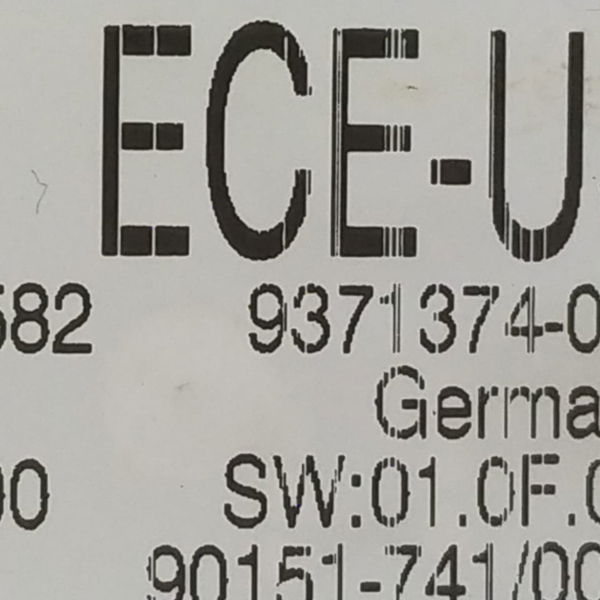 ECE-U
582 9371374-0
Germa
00 SW:01.0F.0
90151-741/00